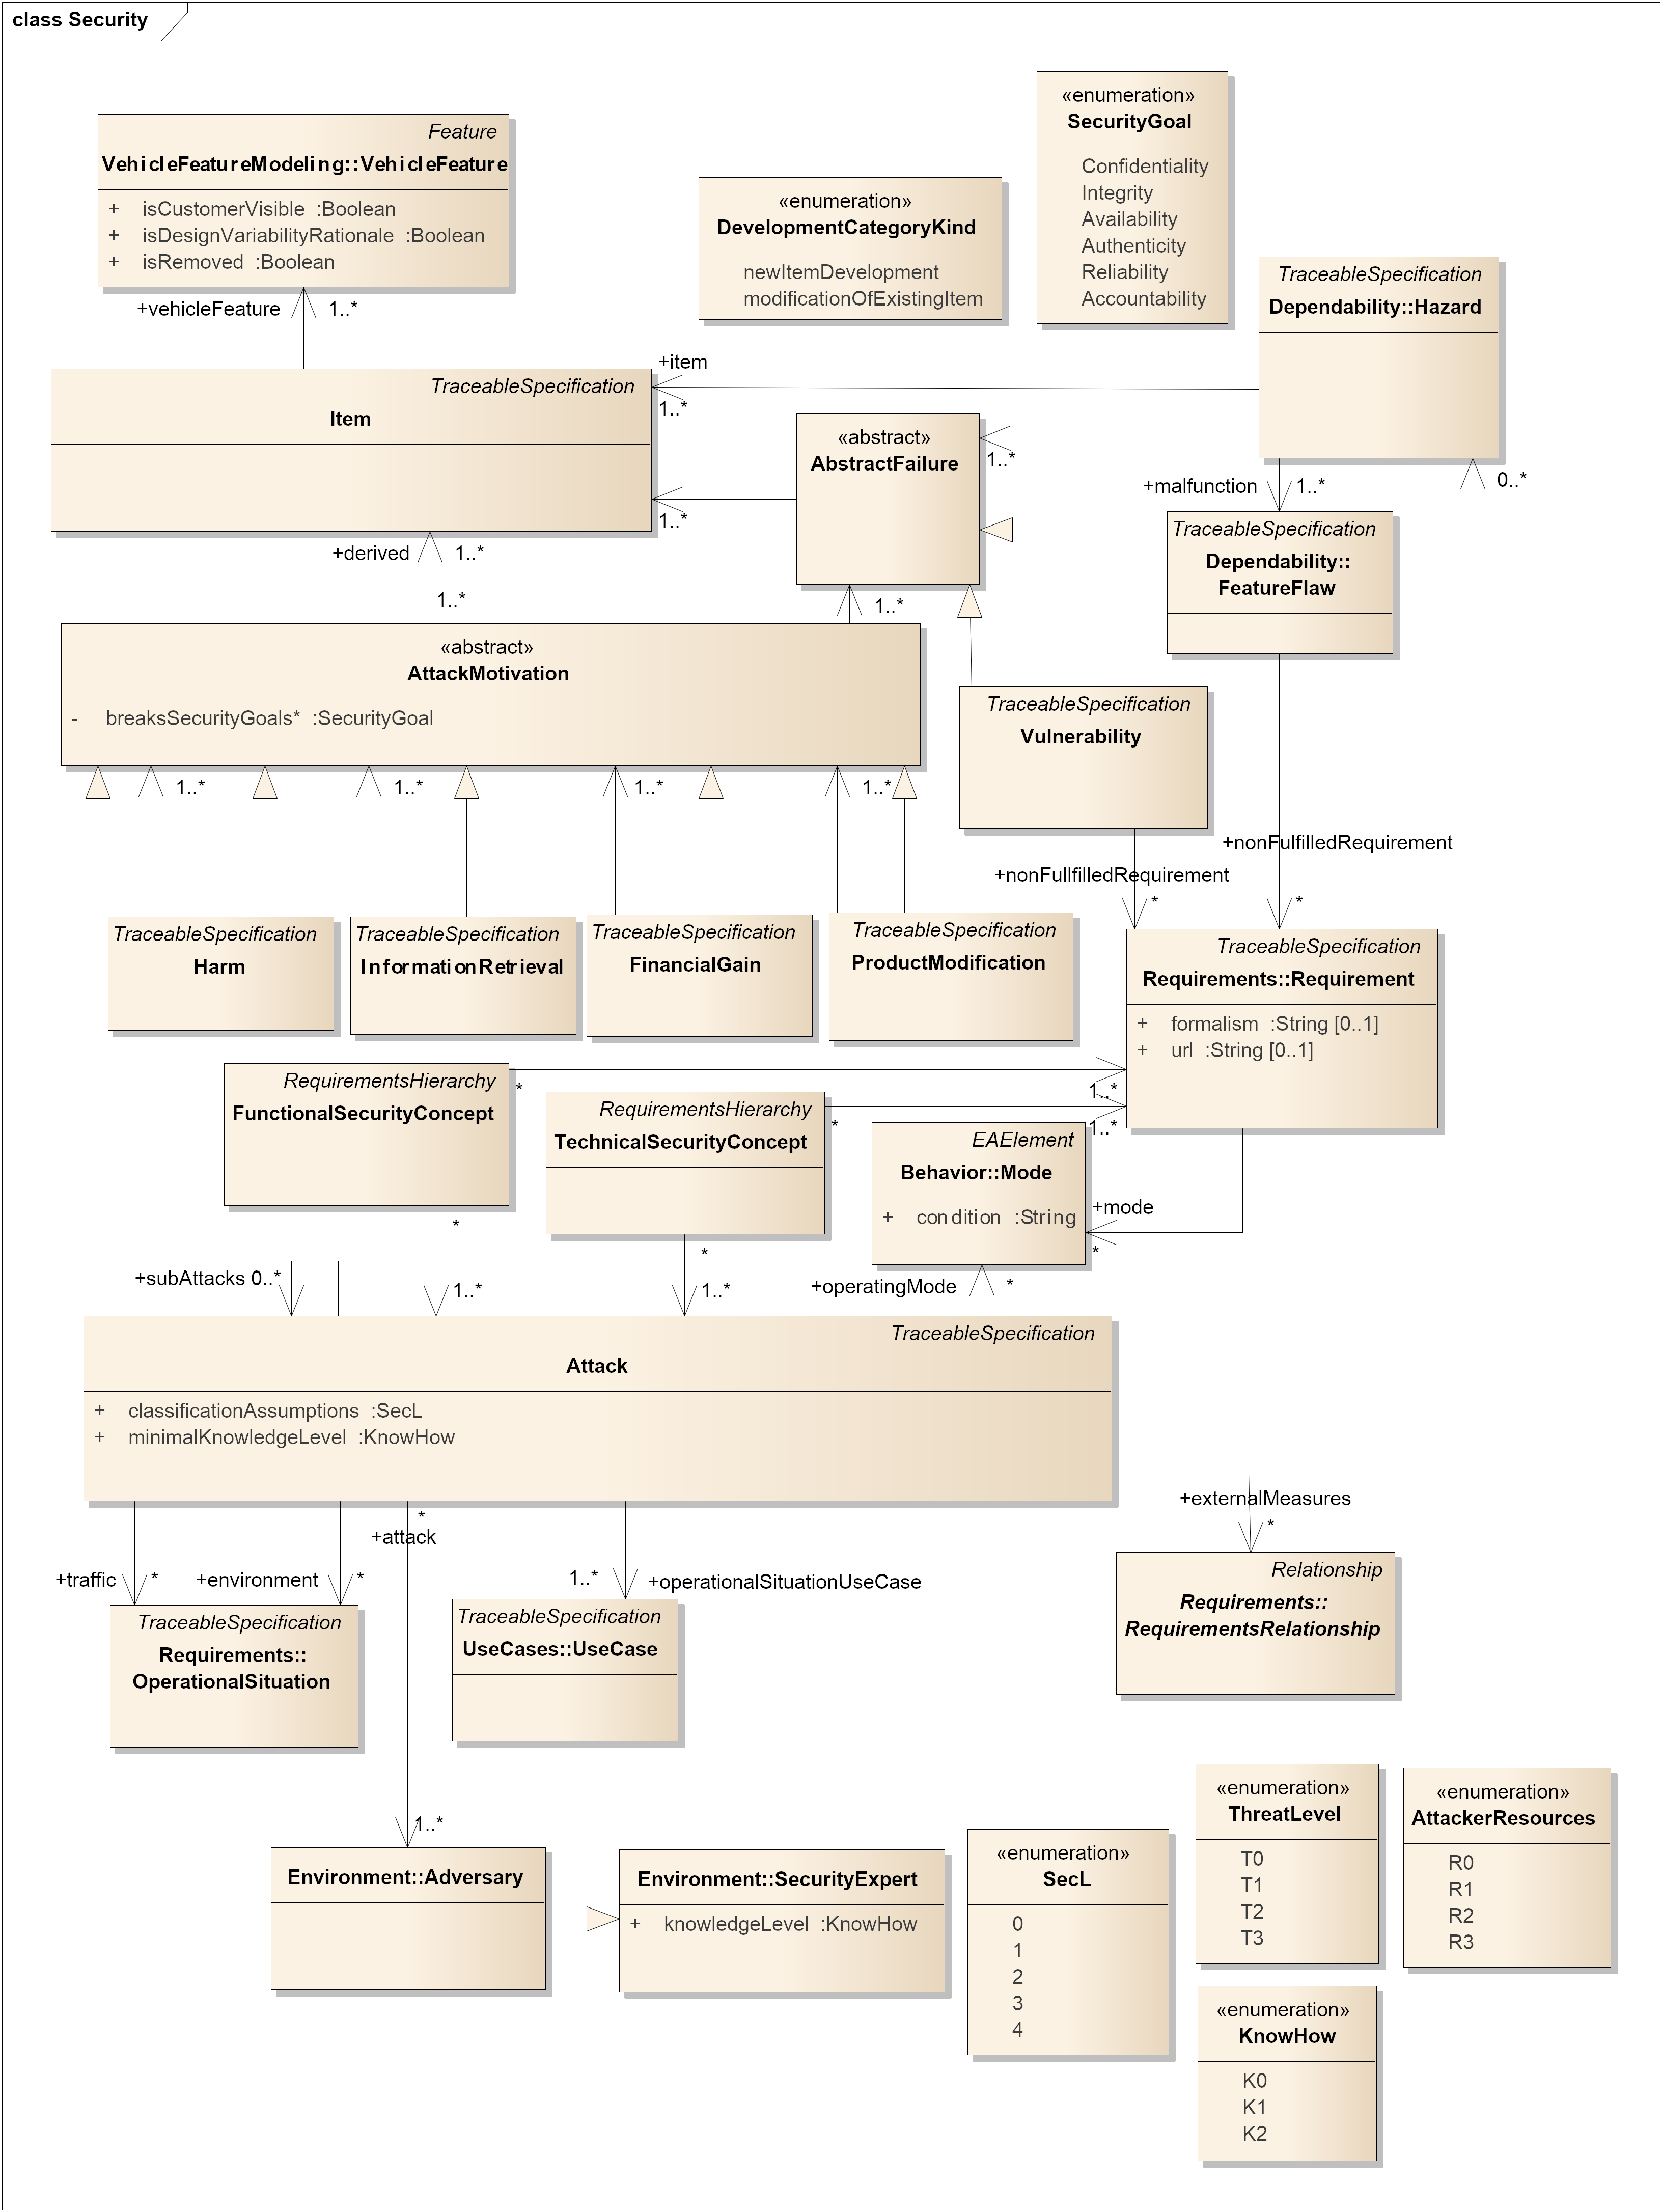 class Security
«enumeration»
SecurityGoal
Confidentiality
Integrity
Availability
Authenticity
Reliability
Accountability
Feature
VehicleFeatureModeling::VehicleFeature
+ isCustomerVisible :Boolean
+ isDesignVariabilityRationale :Boolean
+ isRemoved :Boolean
«enumeration»
DevelopmentCategoryKind
newItemDevelopment
modificationOfExistingItem
TraceableSpecification
Dependability::Hazard
+vehicleFeature 1..*
+item
1..*
TraceableSpecification
Item
«abstract»
AbstractFailure
1..*
1..*
+malfunction 1..*
0..*
TraceableSpecification
Dependability::
FeatureFlaw
+derived 1..*
1..*
1..*
«abstract»
AttackMotivation
- breaksSecurityGoals* :SecurityGoal
TraceableSpecification
Vulnerability
1..*
1..*
1..*
1..*
+nonFulfilledRequirement
*
+nonFullfilledRequirement
*
TraceableSpecification
Harm
TraceableSpecification
InformationRetrieval
TraceableSpecification
FinancialGain
TraceableSpecification
ProductModification
TraceableSpecification
Requirements::Requirement
+ formalism :String [0..1]
+ url :String [0..1]
RequirementsHierarchy
FunctionalSecurityConcept
*
1..*
RequirementsHierarchy
TechnicalSecurityConcept
*
1..*
EAElement
Behavior::Mode
+ condition :String
+mode
*
*
1..*
*
1..*
+subAttacks 0..*
+operatingMode *
TraceableSpecification
Attack
+ classificationAssumptions :SecL
+ minimalKnowledgeLevel :KnowHow
+externalMeasures
*
*
+attack
+traffic *
+environment *
1..* +operationalSituationUseCase
TraceableSpecification
Requirements::
OperationalSituation
TraceableSpecification
UseCases::UseCase
Relationship
Requirements::
RequirementsRelationship
1..*
Environment::Adversary
Environment::SecurityExpert
+ knowledgeLevel :KnowHow
«enumeration»
SecL
0
1
2
3
4
«enumeration»
ThreatLevel
T0
T1
T2
T3
«enumeration»
AttackerResources
R0
R1
R2
R3
«enumeration»
KnowHow
K0
K1
K2